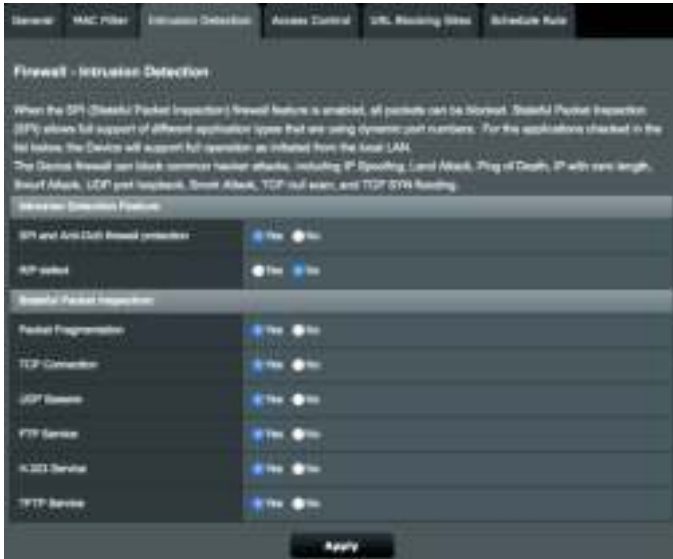 General MAC Filter Intrusion Detection Access Control URL Blocking Sites Schedule Rule
Firewall - Intrusion Detection
When the SPI (Stateful Packet Inspection) firewall feature is enabled, all packets can be blocked. Stateful Packet Inspection
(SPI) allows full support of different application types that are using dynamic port numbers. For the applications checked in the
list below, the Device will support full operation as initiated from the local LAN.
The Device firewall can block common hacker attacks, including IP Spoofing, Land Attack, Ping of Death, IP with zero length,
Smurf Attack, UDP port loopback, Snork Attack, TCP null scan, and TCP SYN flooding.
Intrusion Detection Feature
SPI and Anti-DoS firewall protection Yes No
RIP defect Yes No
Stateful Packet Inspection
Packet Fragmentation Yes No
TCP Connection Yes No
UDP Session Yes No
FTP Service Yes No
H.323 Service Yes No
TFTP Service Yes No
Apply